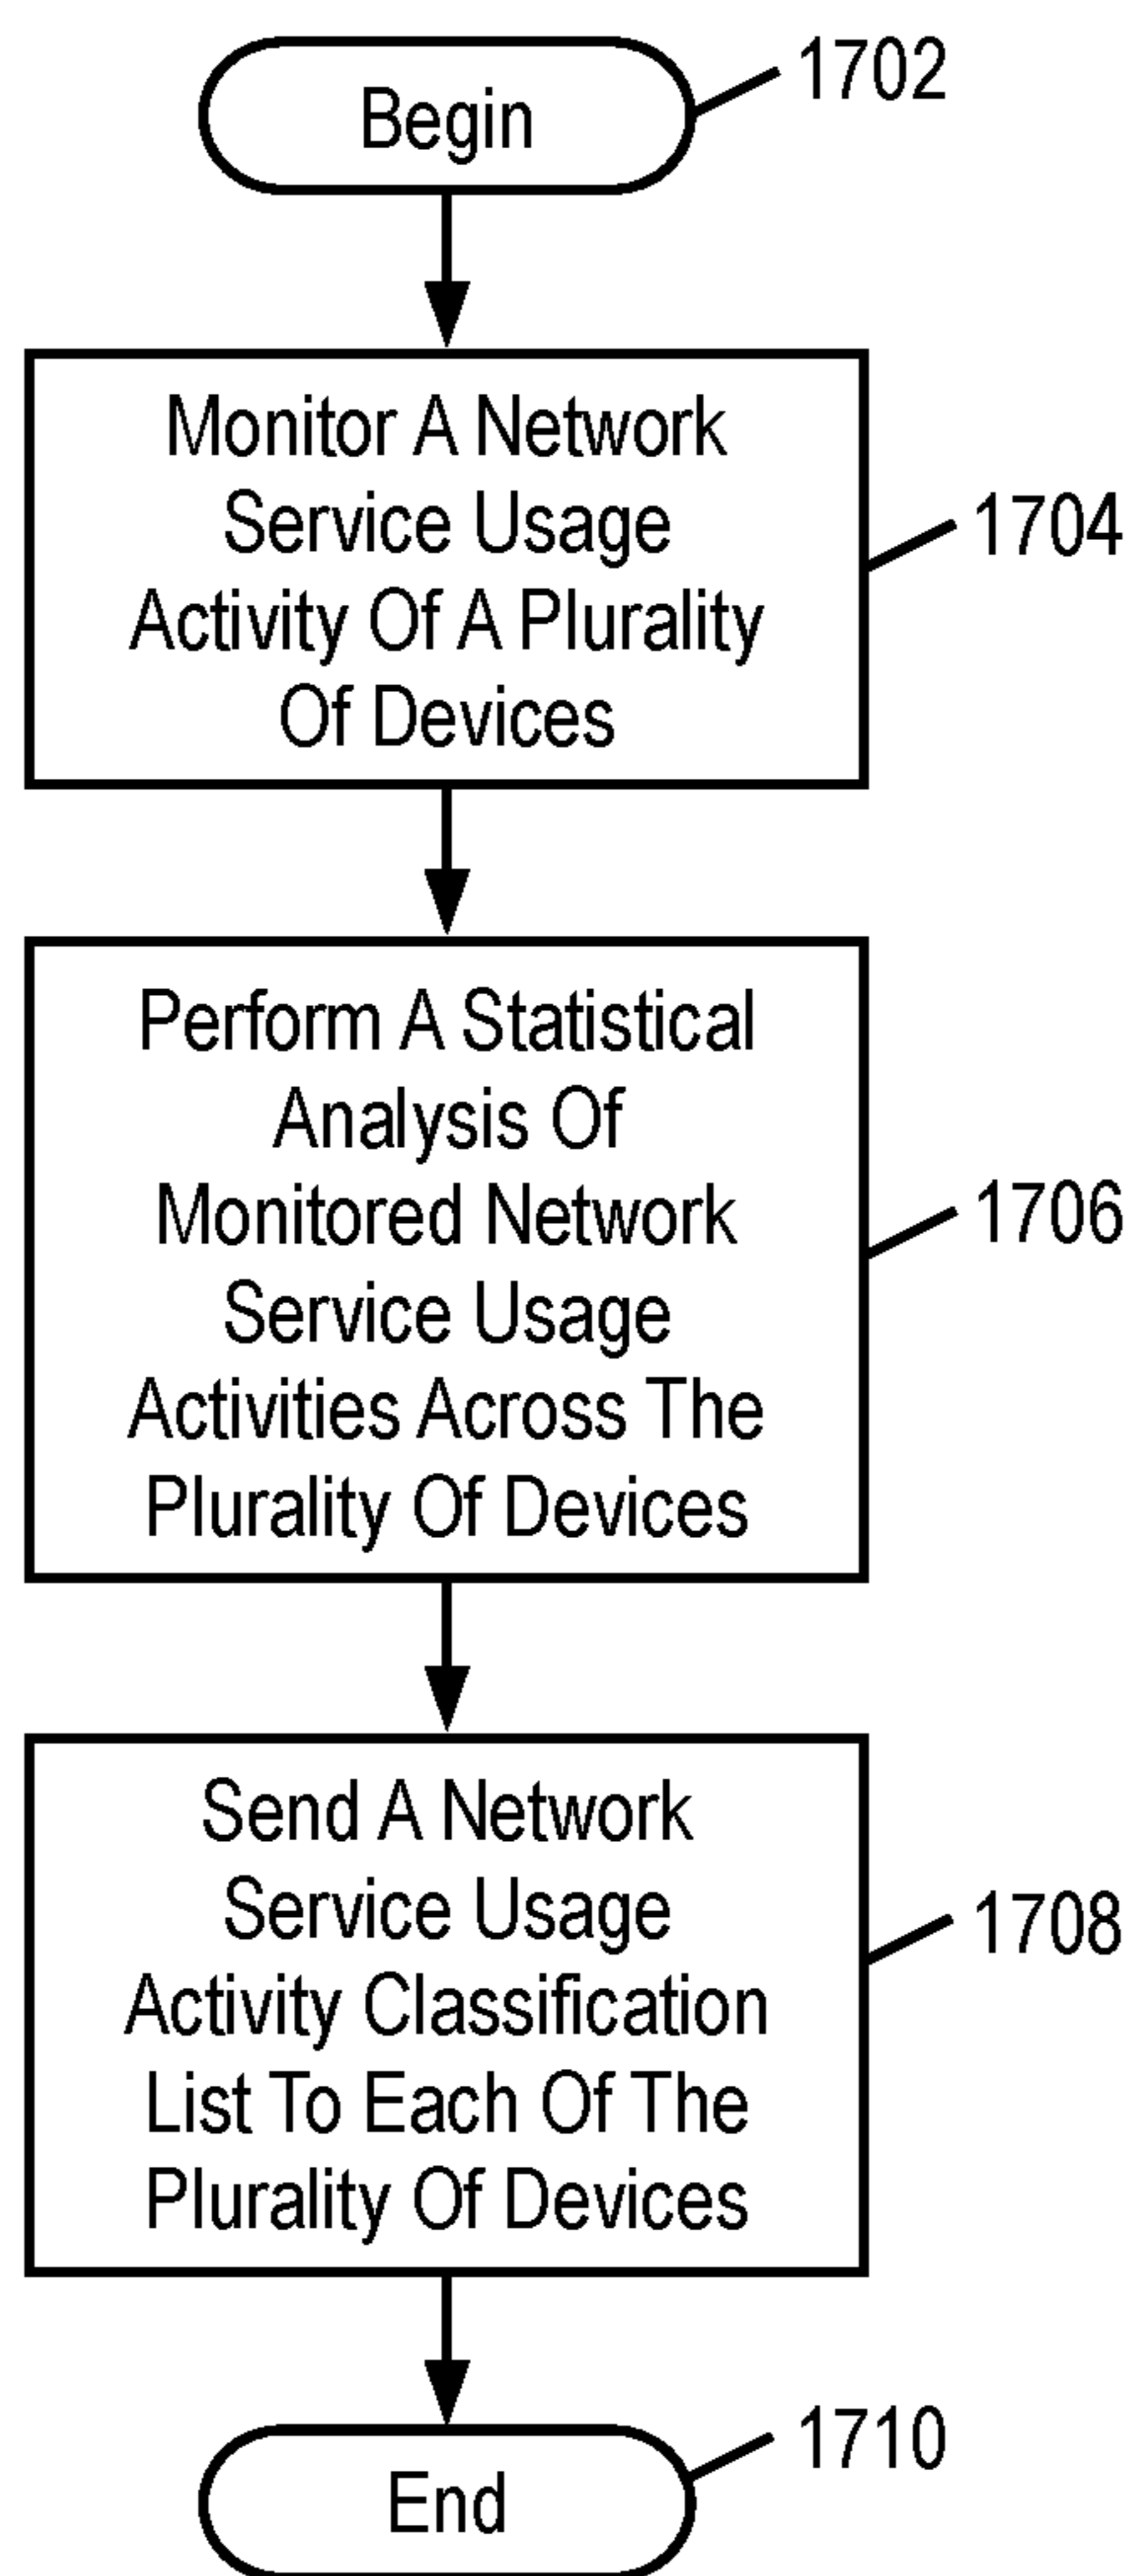 Begin
1702
Monitor A Network
Service Usage
Activity Of A Plurality
Of Devices
1704
Perform A Statistical
Analysis Of
Monitored Network
Service Usage
Activities Across The
Plurality Of Devices
1706
Send A Network
Service Usage
Activity Classification
List To Each Of The
Plurality Of Devices
1708
End
1710